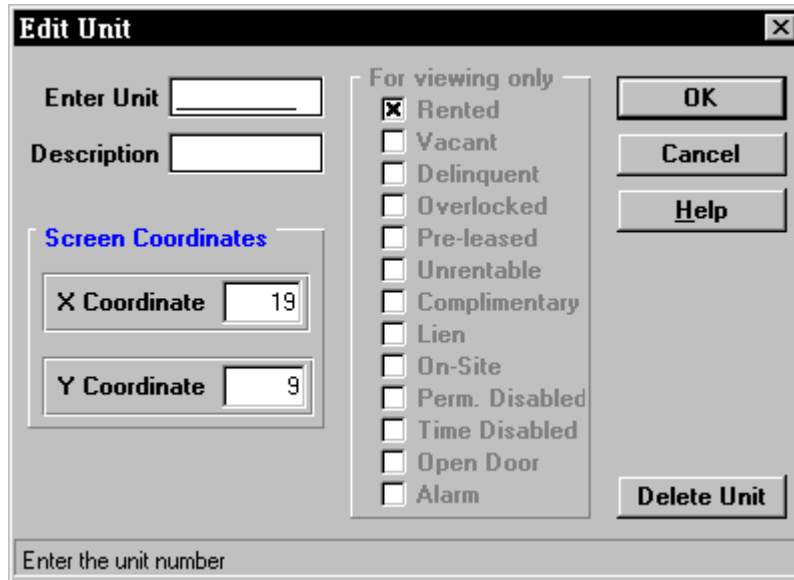 Edit Unit
Enter Unit
Description
Screen Coordinates
X Coordinate 19
Y Coordinate 9
For viewing only
Rented
Vacant
Delinquent
Overlocked
Pre-leased
Unrentable
Complimentary
Lien
On-Site
Perm. Disabled
Time Disabled
Open Door
Alarm
OK
Cancel
Help
Delete Unit
Enter the unit number